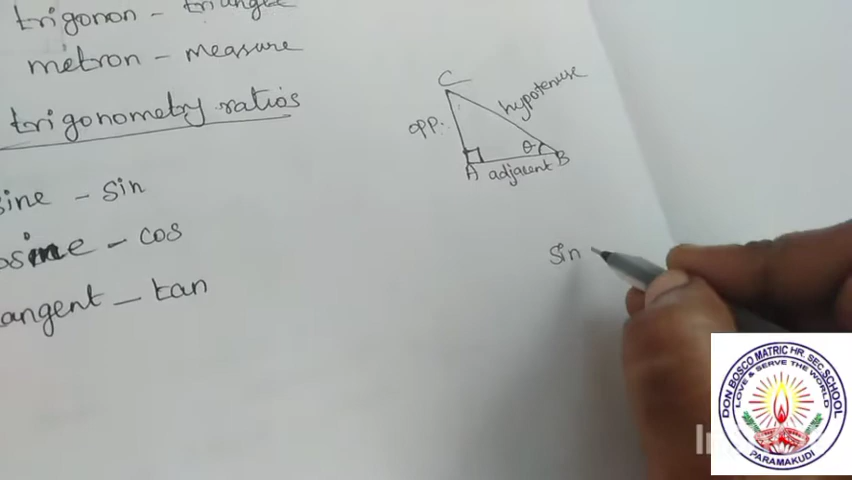 trigonon - triangle
métron - measure
trigonometry ratios
sine - sin
cosine - cos
tangent - tan
C
opp.
hypotenuse
θ
A adjacent B
sin
DON BOSCO MATRIC HR. SEC. SCHOOL
LOVE & SERVE THE WORLD
PARAMAKUDI